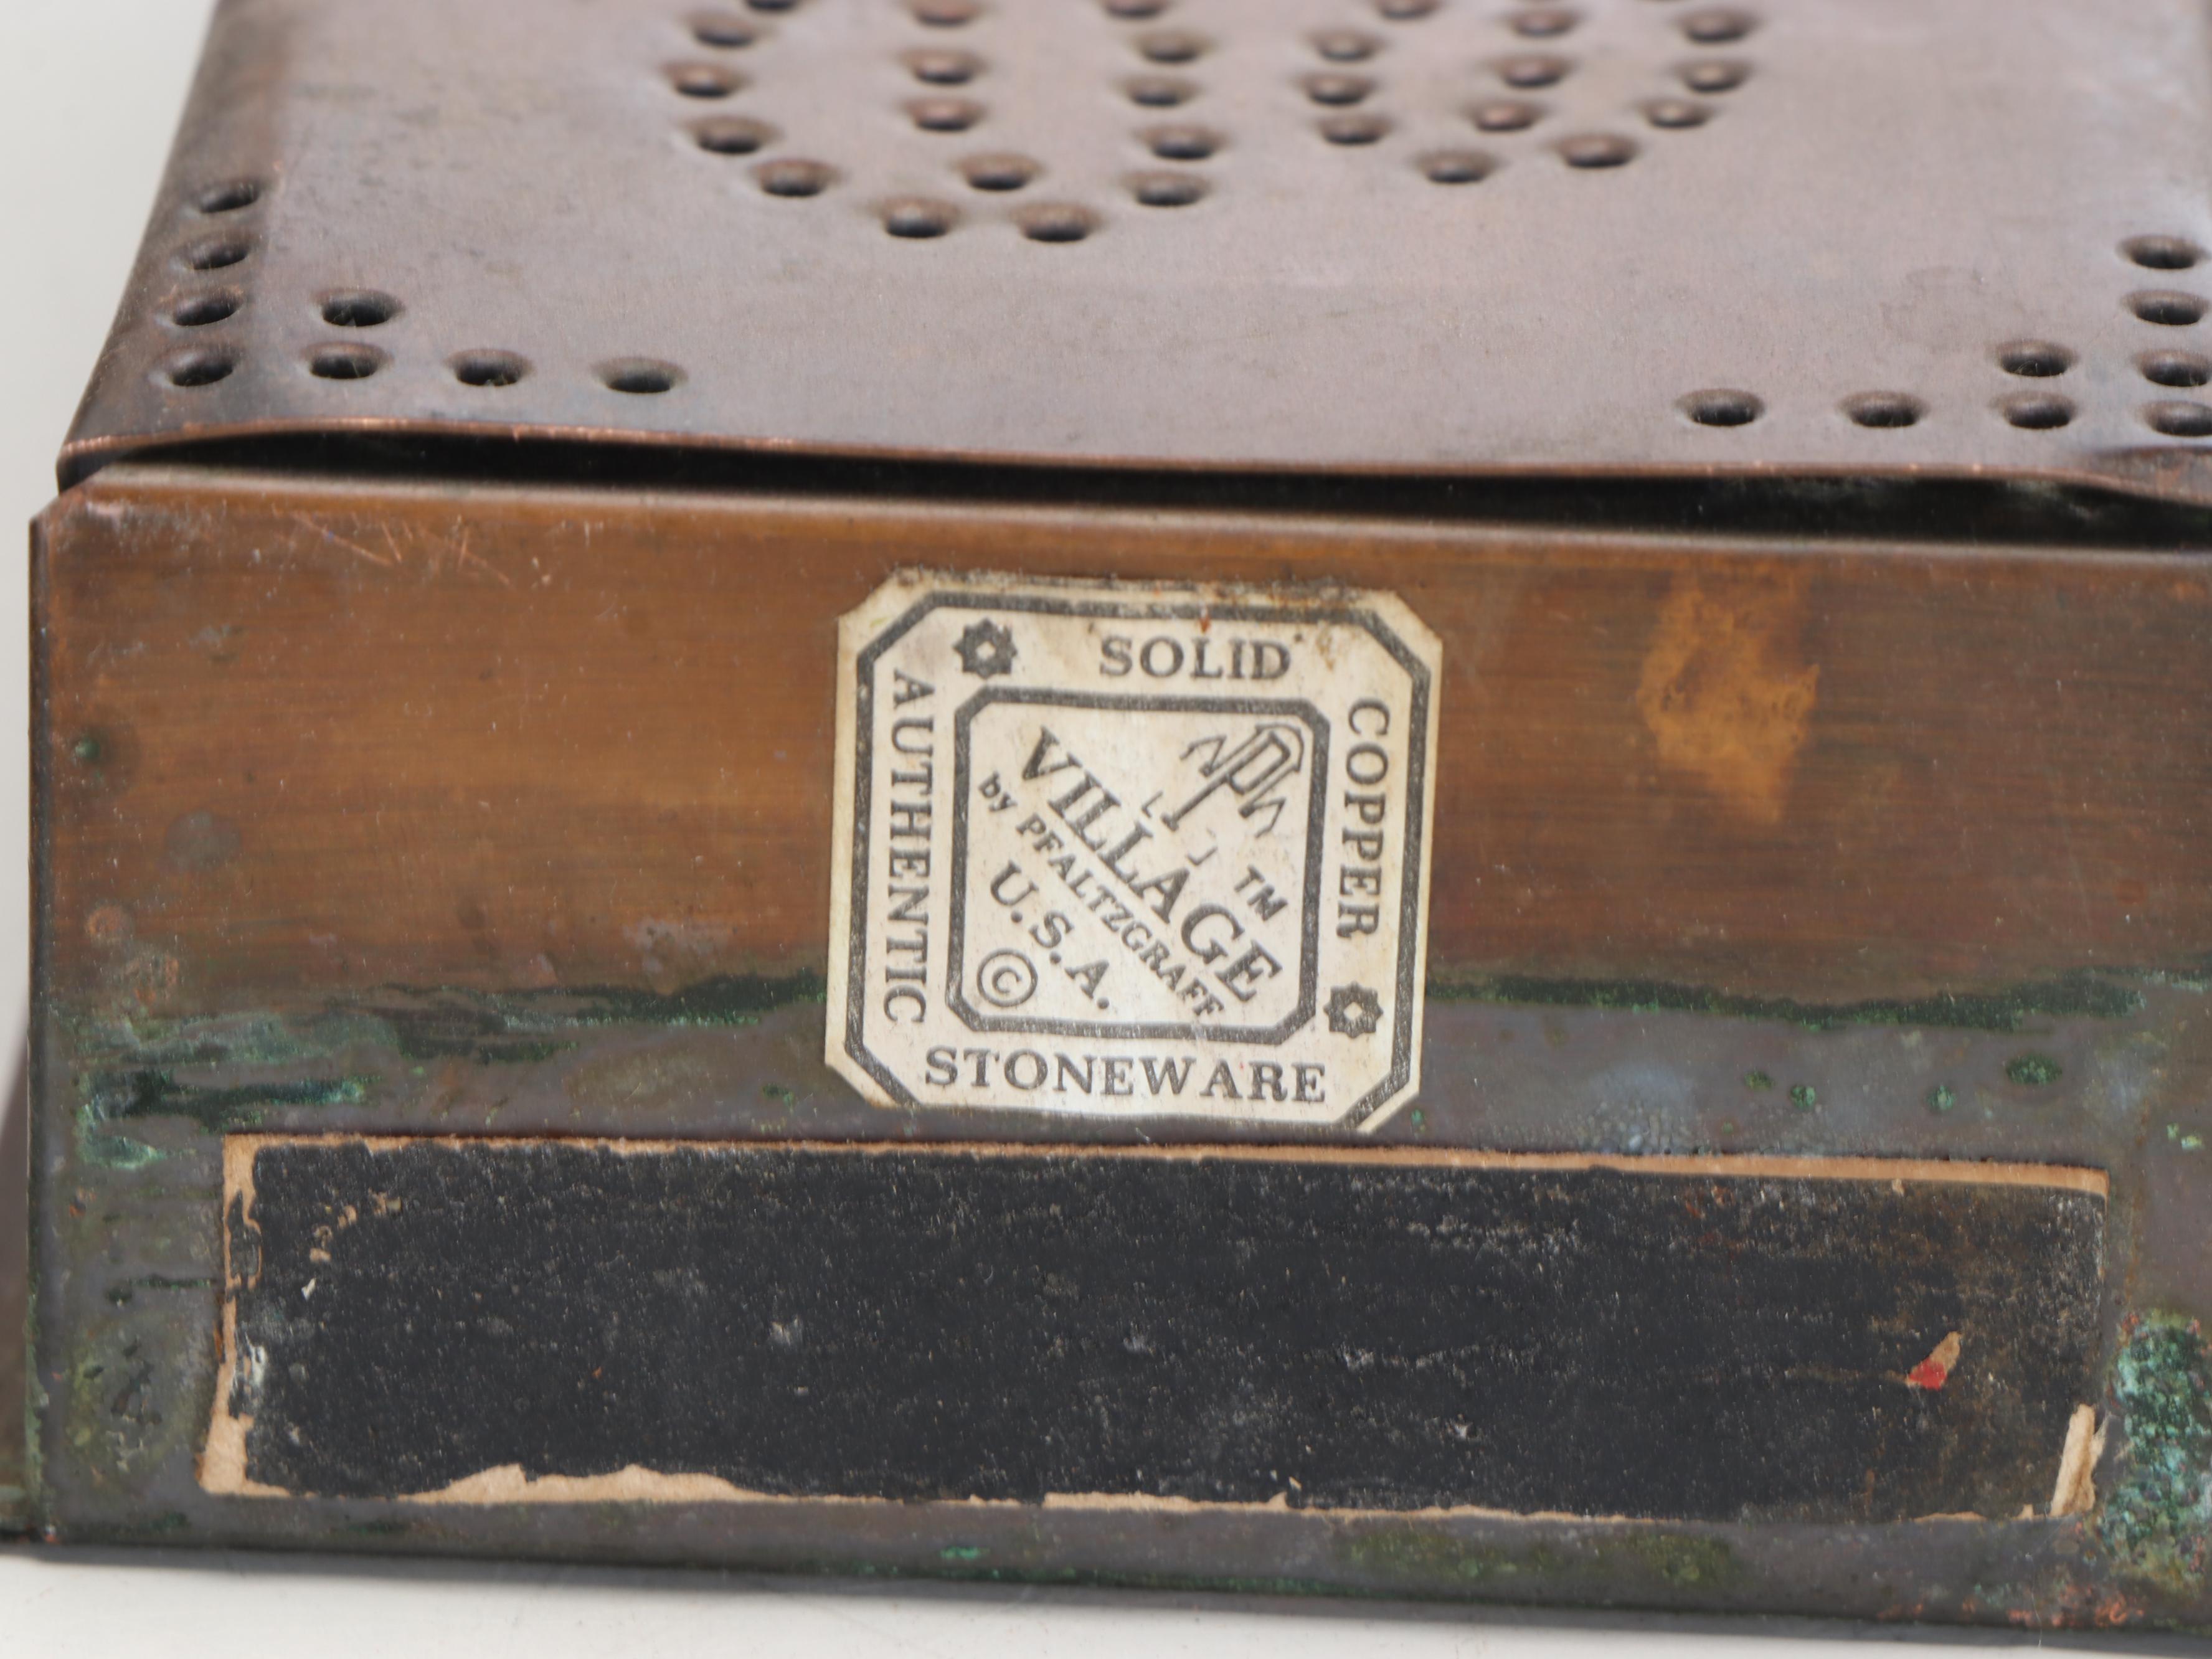 SOLID
COPPER
AUTHENTIC
STONEWARE
TM
VILLAGE
by PFALTZGRAFF
U.S.A.
©